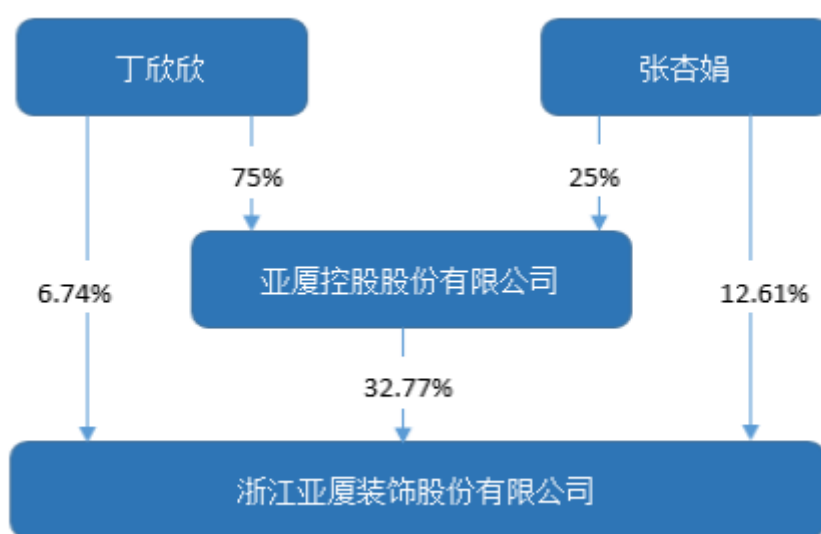 丁欣欣
张杏娟
75%
25%
亚厦控股股份有限公司
6.74%
12.61%
32.77%
浙江亚厦装饰股份有限公司